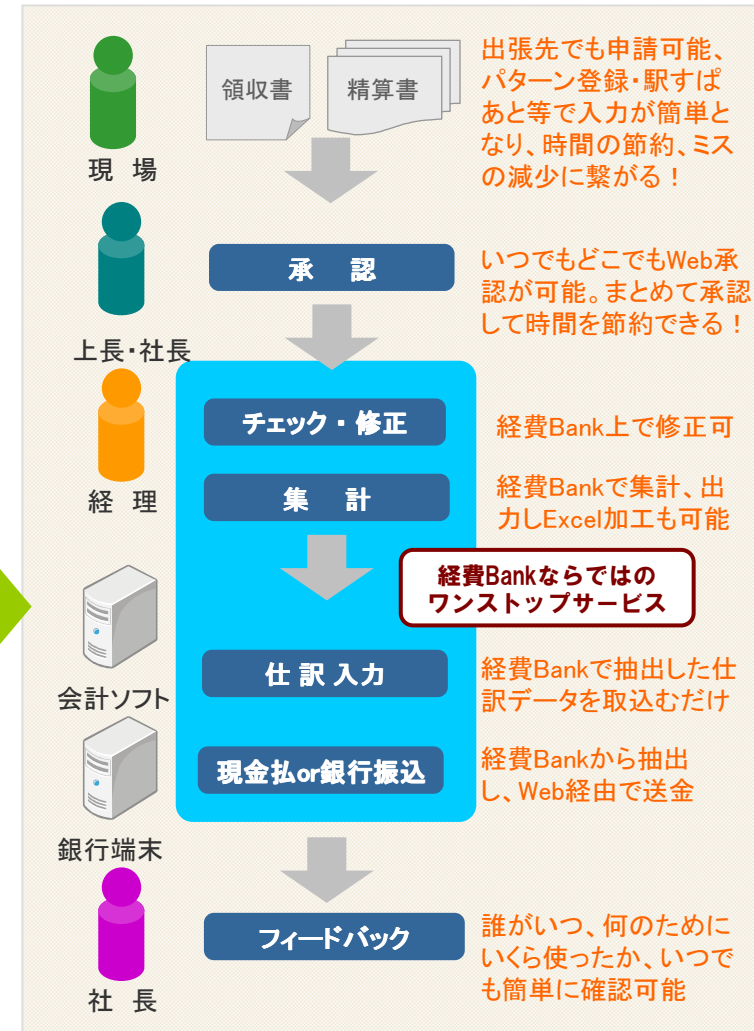 領収書
精算書
出張先でも申請可能、
パターン登録・駅すぱ
あと等で入力が簡単と
なり、時間の節約、ミス
の減少に繋がる！
現 場
承 認
いつでもどこでもWeb承
認が可能。まとめて承認
して時間を節約できる！
上長・社長
チェック・修正
経費Bank上で修正可
経 理
集 計
経費Bankで集計、出
力しExcel加工も可能
経費Bankならではの
ワンストップサービス
会計ソフト
仕訳入力
経費Bankで抽出した仕
訳データを取込むだけ
現金払or銀行振込
経費Bankから抽出
し、Web経由で送金
銀行端末
フィードバック
誰がいつ、何のために
いくら使ったか、いつで
も簡単に確認可能
社 長